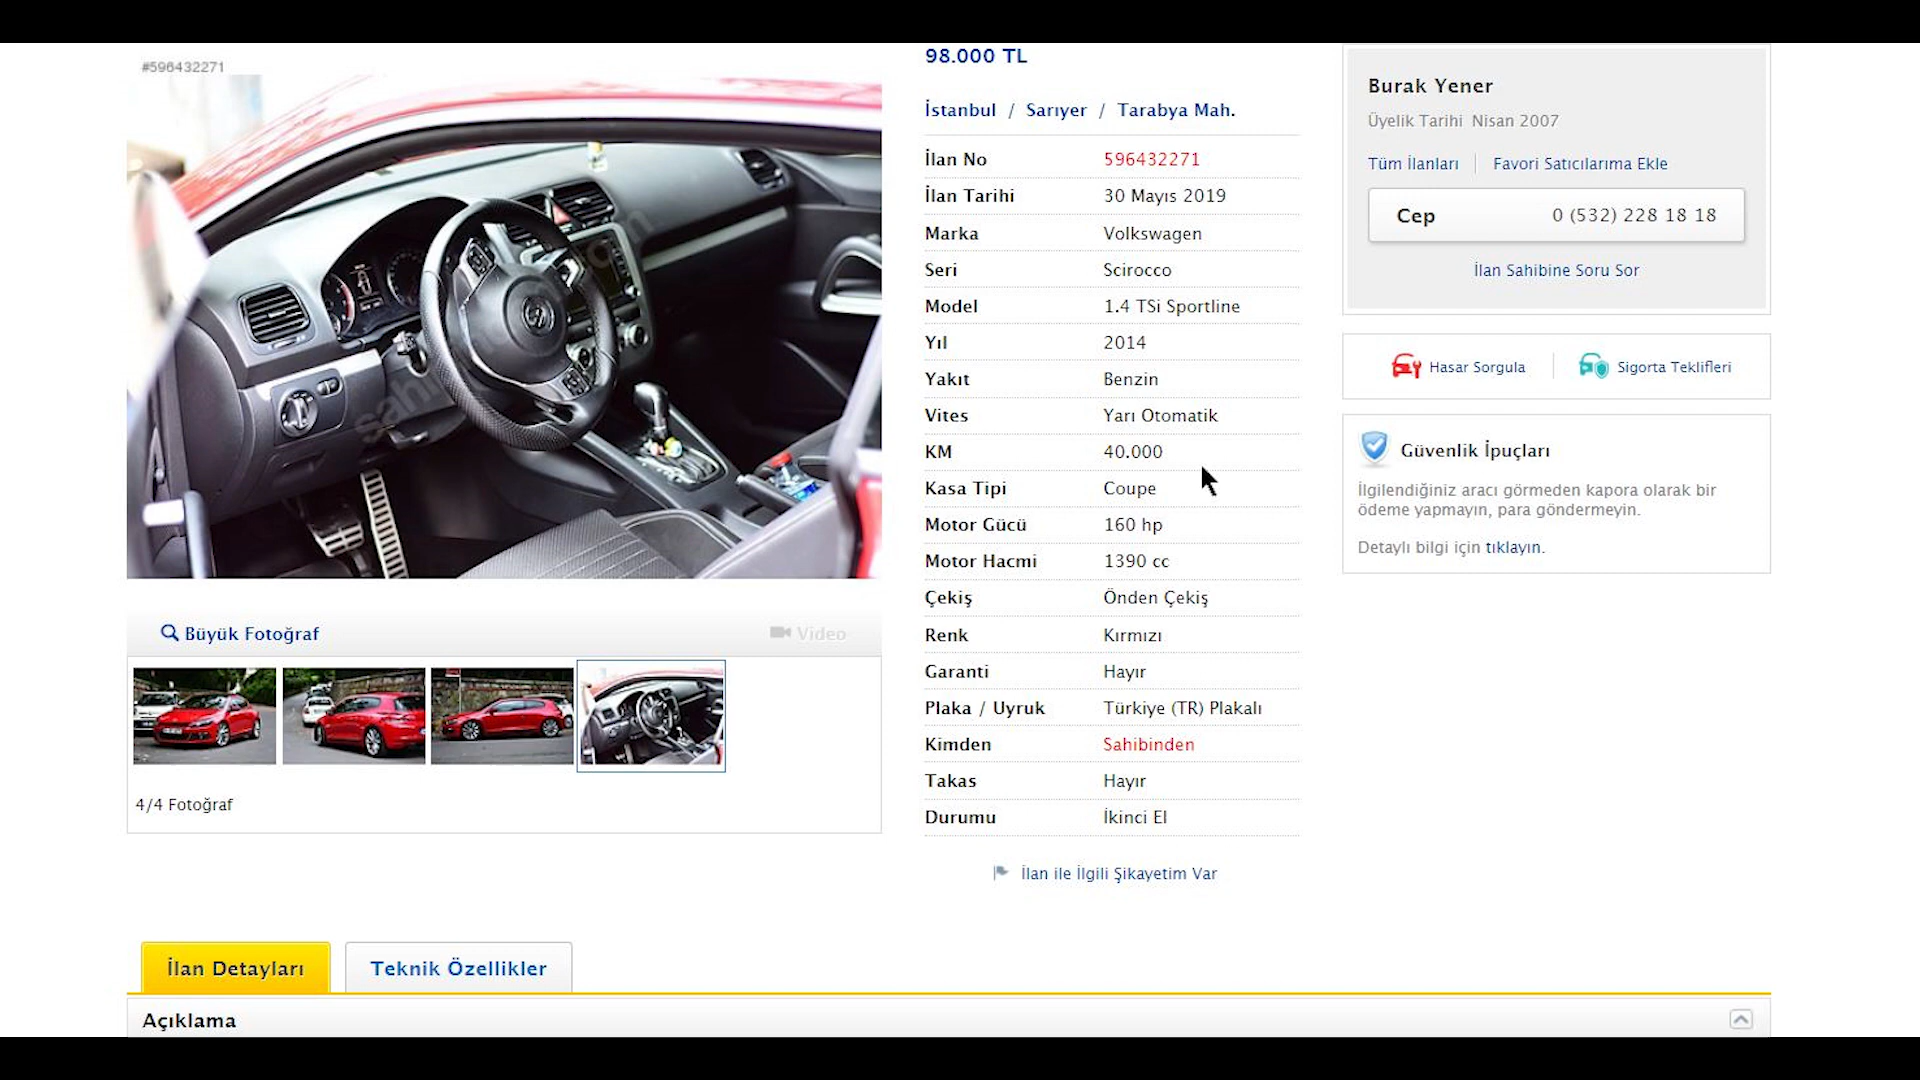 #596432271
Büyük Fotoğraf
Video
4/4 Fotoğraf
98.000 TL
İstanbul / Sarıyer / Tarabya Mah.
İlan No 596432271
İlan Tarihi 30 Mayıs 2019
Marka Volkswagen
Seri Scirocco
Model 1.4 TSi Sportline
Yıl 2014
Yakıt Benzin
Vites Yarı Otomatik
KM 40.000
Kasa Tipi Coupe
Motor Gücü 160 hp
Motor Hacmi 1390 cc
Çekiş Önden Çekiş
Renk Kırmızı
Garanti Hayır
Plaka / Uyruk Türkiye (TR) Plakalı
Kimden Sahibinden
Takas Hayır
Durumu İkinci El
İlan ile İlgili Şikayetim Var
Burak Yener
Üyelik Tarihi Nisan 2007
Tüm İlanları Favori Satıcılarıma Ekle
Cep 0 (532) 228 18 18
İlan Sahibine Soru Sor
Hasar Sorgula Sigorta Teklifleri
Güvenlik İpuçları
İlgilendiğiniz aracı görmeden kapora olarak bir
ödeme yapmayın, para göndermeyin.
Detaylı bilgi için tıklayın.
İlan Detayları Teknik Özellikler
Açıklama